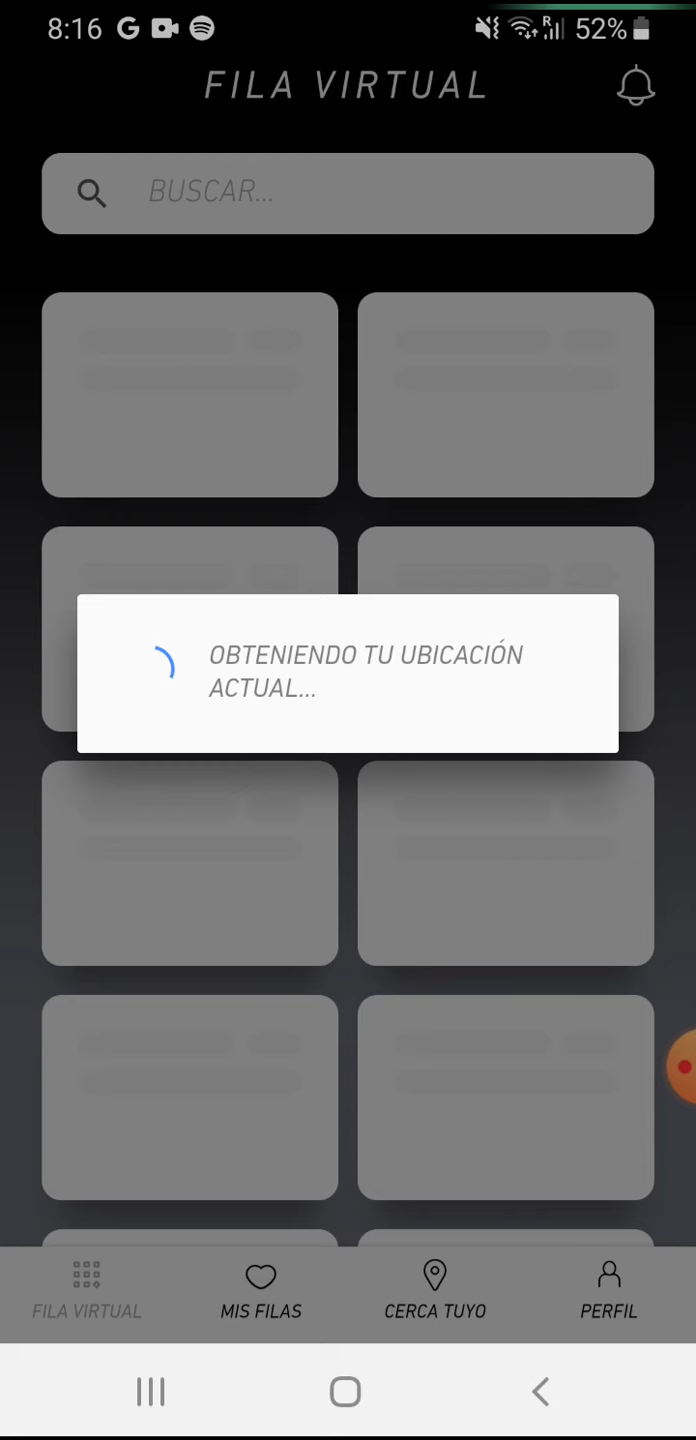 8:16 G R 52%
FILA VIRTUAL
BUSCAR...
OBTENIENDO TU UBICACIÓN
ACTUAL...
FILA VIRTUAL MIS FILAS CERCA TUYO PERFIL